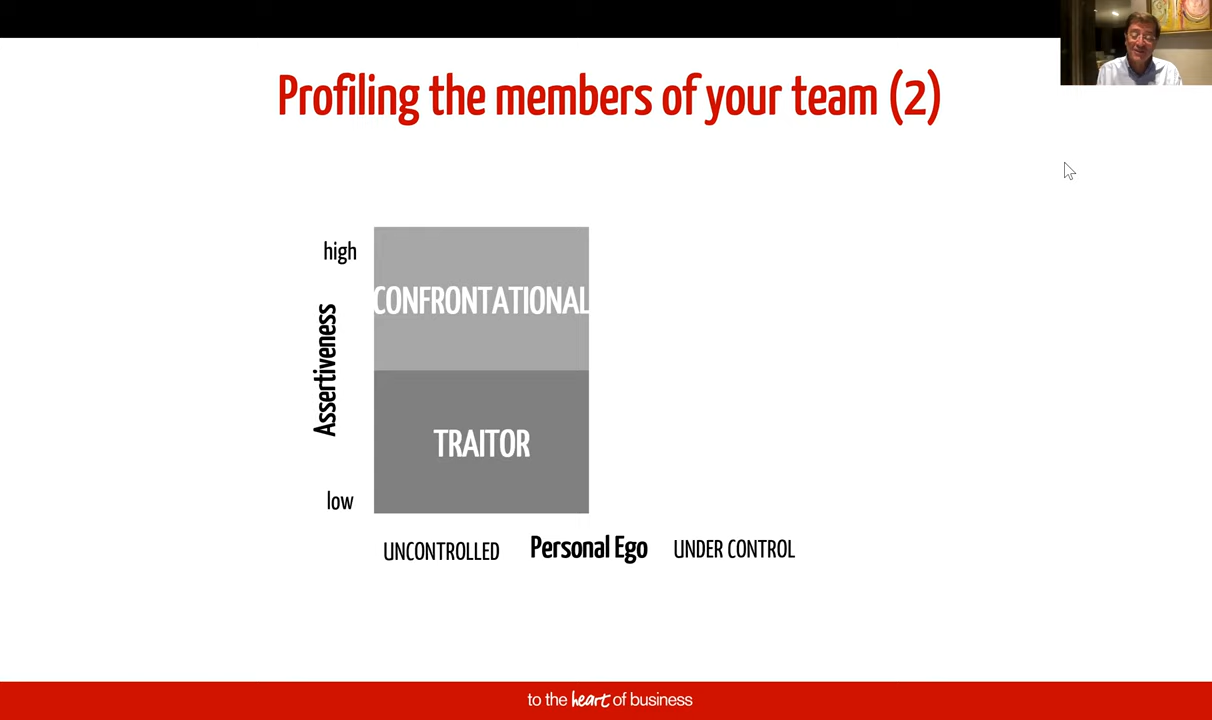 Profiling the members of your team (2)
high
CONFRONTATIONAL
Assertiveness
TRAITOR
low
UNCONTROLLED
Personal Ego
UNDER CONTROL
to the heart of business